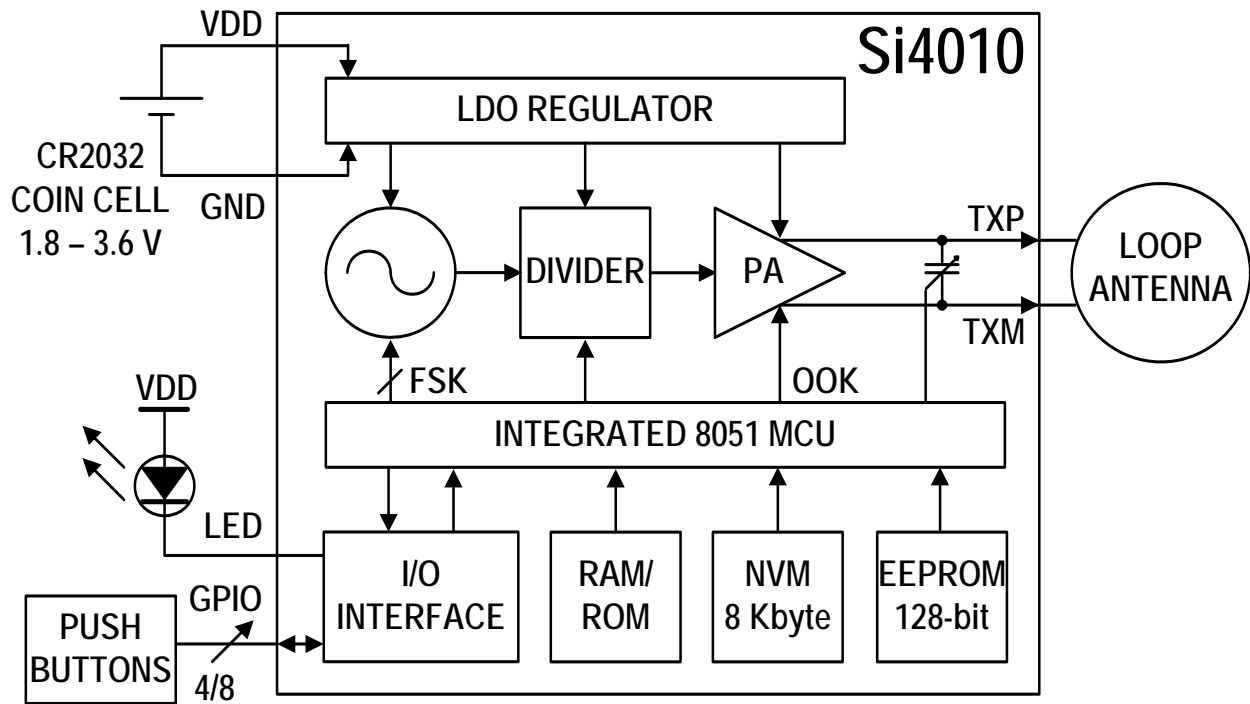 VDD
Si4010
LDO REGULATOR
CR2032
COIN CELL
1.8 – 3.6 V
GND
DIVIDER
PA
TXP
TXM
LOOP
ANTENNA
FSK
OOK
VDD
INTEGRATED 8051 MCU
LED
I/O
INTERFACE
RAM/
ROM
NVM
8 Kbyte
EEPROM
128-bit
GPIO
4/8
PUSH
BUTTONS